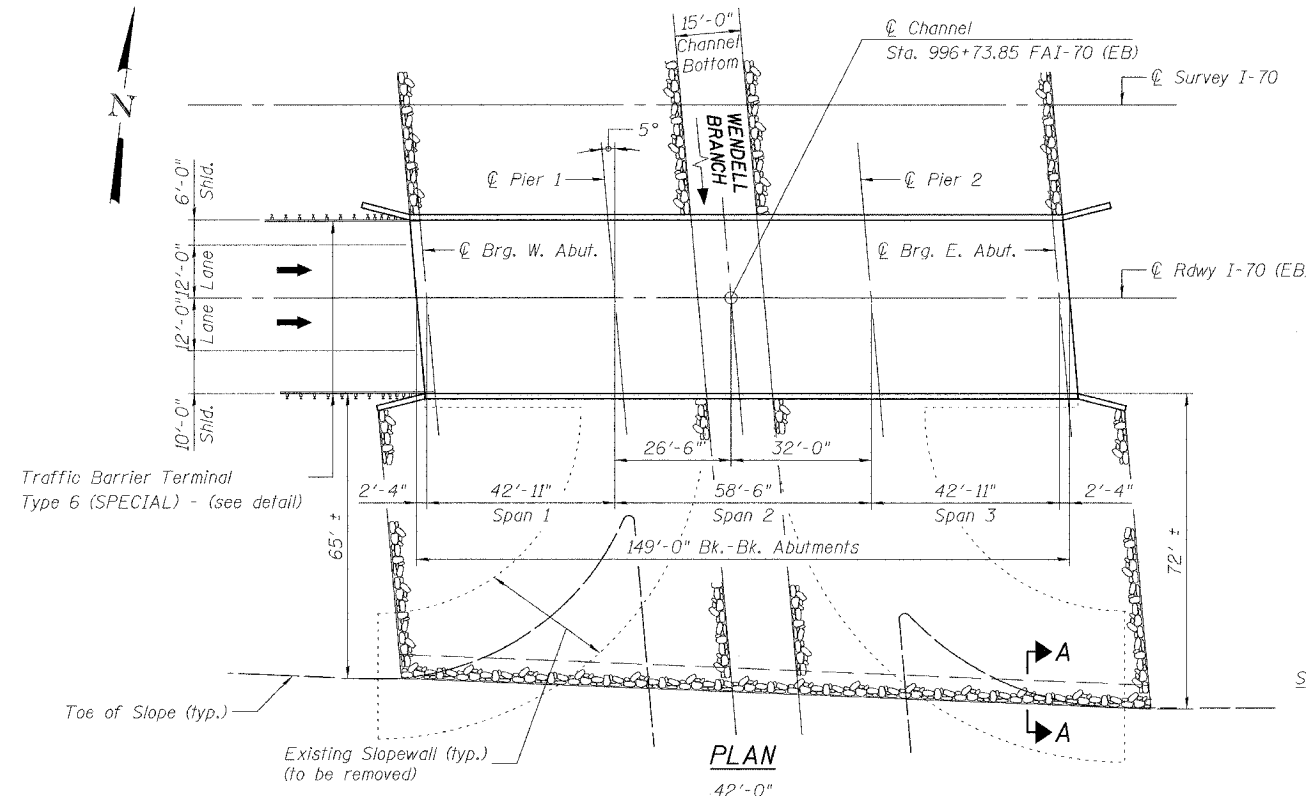 15'-0"
Channel
Bottom
℄ Channel
Sta. 996+73.85 FAI-70 (EB)
℄ Survey I-70
N
5°
WENDELL
BRANCH
6'-0"
Shld.
℄ Pier 1
℄ Pier 2
℄ Brg. W. Abut.
℄ Brg. E. Abut.
12'-0"
Lane
℄ Rdwy I-70 (EB
12'-0"
Lane
10'-0"
Shld.
26'-6"
32'-0"
Traffic Barrier Terminal
Type 6 (SPECIAL) - (see detail)
2'-4"
42'-11"
58'-6"
42'-11"
2'-4"
Span 1
Span 2
Span 3
65' ±
149'-0" Bk.-Bk. Abutments
72' ±
A
S
Toe of Slope (typ.)
A
Existing Slopewall (typ.)
(to be removed)
PLAN
42'-0"